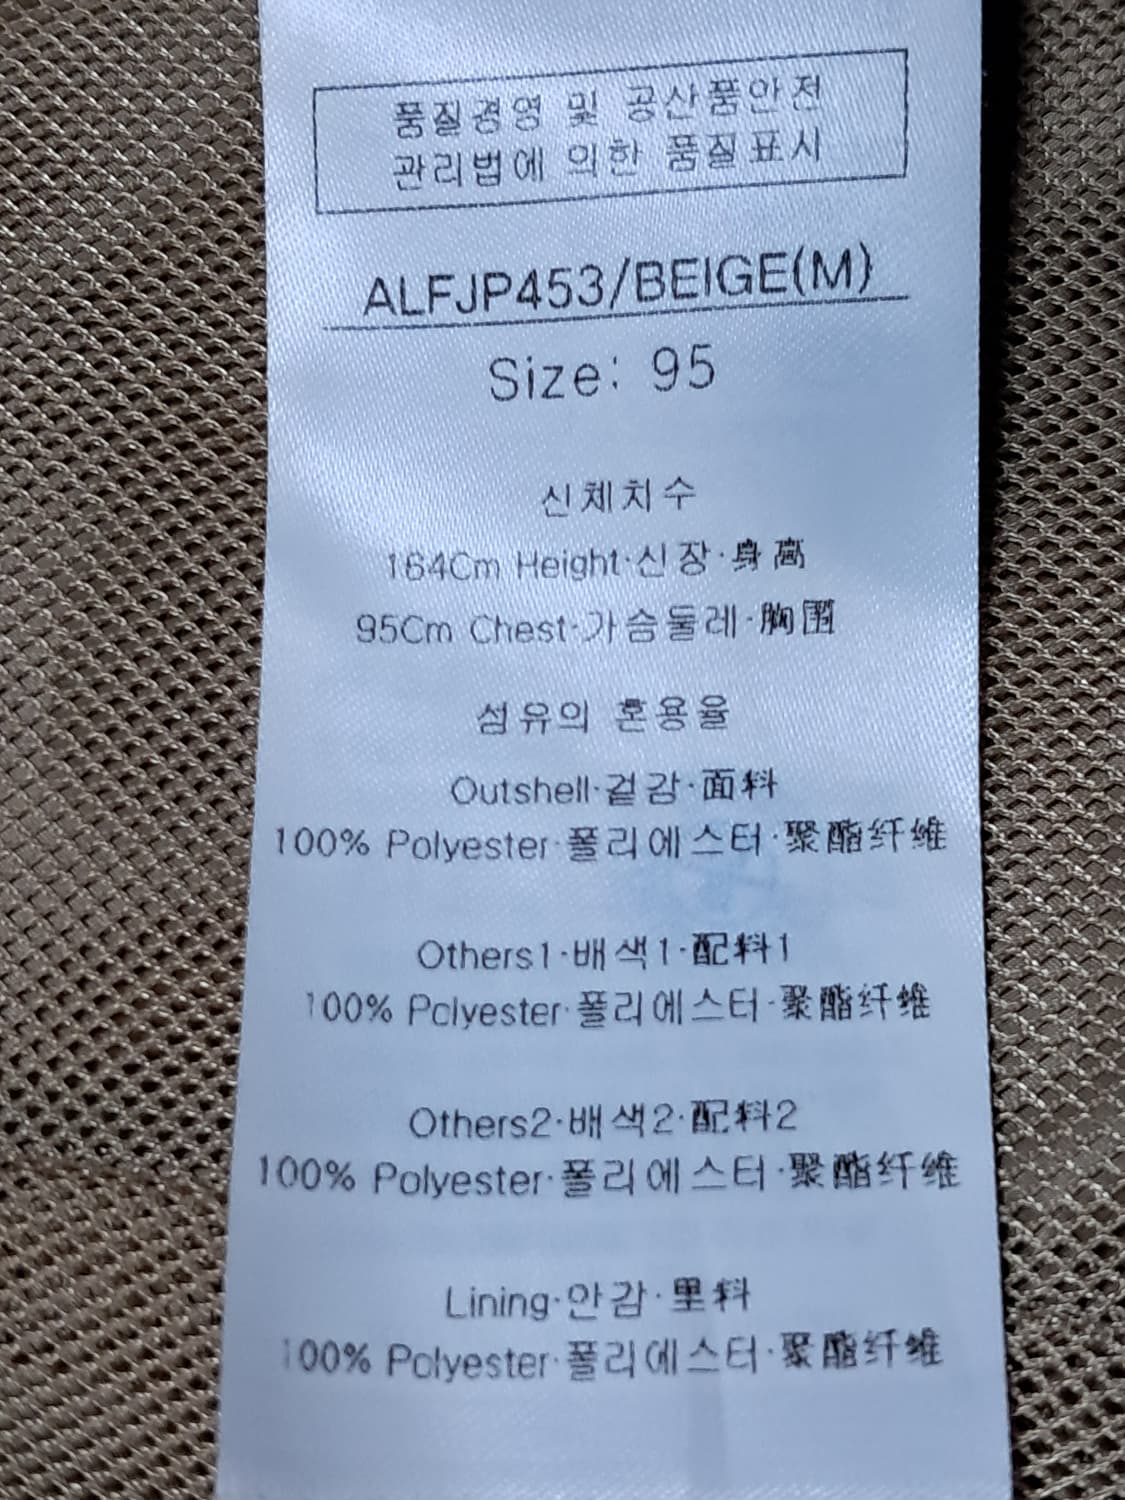 품질경영 및 공산품안전
관리법에 의한 품질표시
ALFJP453/BEIGE(M)
Size: 95
신체치수
164Cm Height·신장·身高
95Cm Chest·가슴둘레·胸围
섬유의 혼용율
Outshell·겉감·面料
100% Polyester·폴리에스터·聚酯纤维
Others1·배색1·配料1
100% Polyester·폴리에스터·聚酯纤维
Others2·배색2·配料2
100% Polyester·폴리에스터·聚酯纤维
Lining·안감·里料
100% Polyester·폴리에스터·聚酯纤维